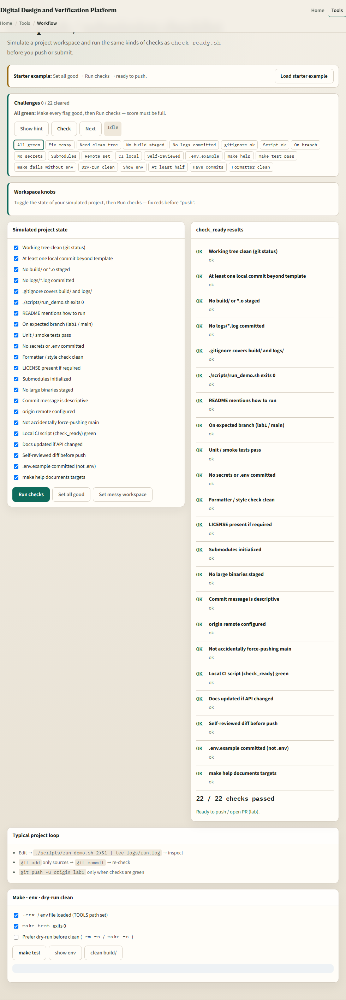 Digital Design and Verification Platform
Home Tools
Home / Tools / Workflow
Simulate a project workspace and run the same kinds of checks as check_ready.sh
before you push or submit.
Starter example: Set all good → Run checks → ready to push.
Load starter example
Challenges 0 / 22 cleared
All green: Make every flag good, then Run checks — score must be full.
Show hint Check Next Idle
All green Fix messy Need clean tree No build staged No logs committed gitignore ok Script ok On branch
No secrets Submodules Remote set CI local Self-reviewed .env.example make help make test pass
make fails without env Dry-run clean Show env At least half Have commits Formatter clean
Workspace knobs
Toggle the state of your simulated project, then Run checks — fix reds before “push”.
Simulated project state
Working tree clean (git status)
At least one local commit beyond template
No build/ or *.o staged
No logs/*.log committed
.gitignore covers build/ and logs/
./scripts/run_demo.sh exits 0
README mentions how to run
On expected branch (lab1 / main)
Unit / smoke tests pass
No secrets or .env committed
Formatter / style check clean
LICENSE present if required
Submodules initialized
No large binaries staged
Commit message is descriptive
origin remote configured
Not accidentally force-pushing main
Local CI script (check_ready) green
Docs updated if API changed
Self-reviewed diff before push
.env.example committed (not .env)
make help documents targets
Run checks Set all good Set messy workspace
check_ready results
OK Working tree clean (git status)
ok
OK At least one local commit beyond template
ok
OK No build/ or *.o staged
ok
OK No logs/*.log committed
ok
OK .gitignore covers build/ and logs/
ok
OK ./scripts/run_demo.sh exits 0
ok
OK README mentions how to run
ok
OK On expected branch (lab1 / main)
ok
OK Unit / smoke tests pass
ok
OK No secrets or .env committed
ok
OK Formatter / style check clean
ok
OK LICENSE present if required
ok
OK Submodules initialized
ok
OK No large binaries staged
ok
OK Commit message is descriptive
ok
OK origin remote configured
ok
OK Not accidentally force-pushing main
ok
OK Local CI script (check_ready) green
ok
OK Docs updated if API changed
ok
OK Self-reviewed diff before push
ok
OK .env.example committed (not .env)
ok
OK make help documents targets
ok
22 / 22 checks passed
Ready to push / open PR (lab).
Typical project loop
Edit → ./scripts/run_demo.sh 2>&1 | tee logs/run.log → inspect
git add only sources → git commit → re-check
git push -u origin lab1 only when checks are green
Make · env · dry-run clean
.env / env file loaded (TOOLS path set)
make test exits 0
Prefer dry-run before clean ( rm -n / make -n )
make test show env clean build/